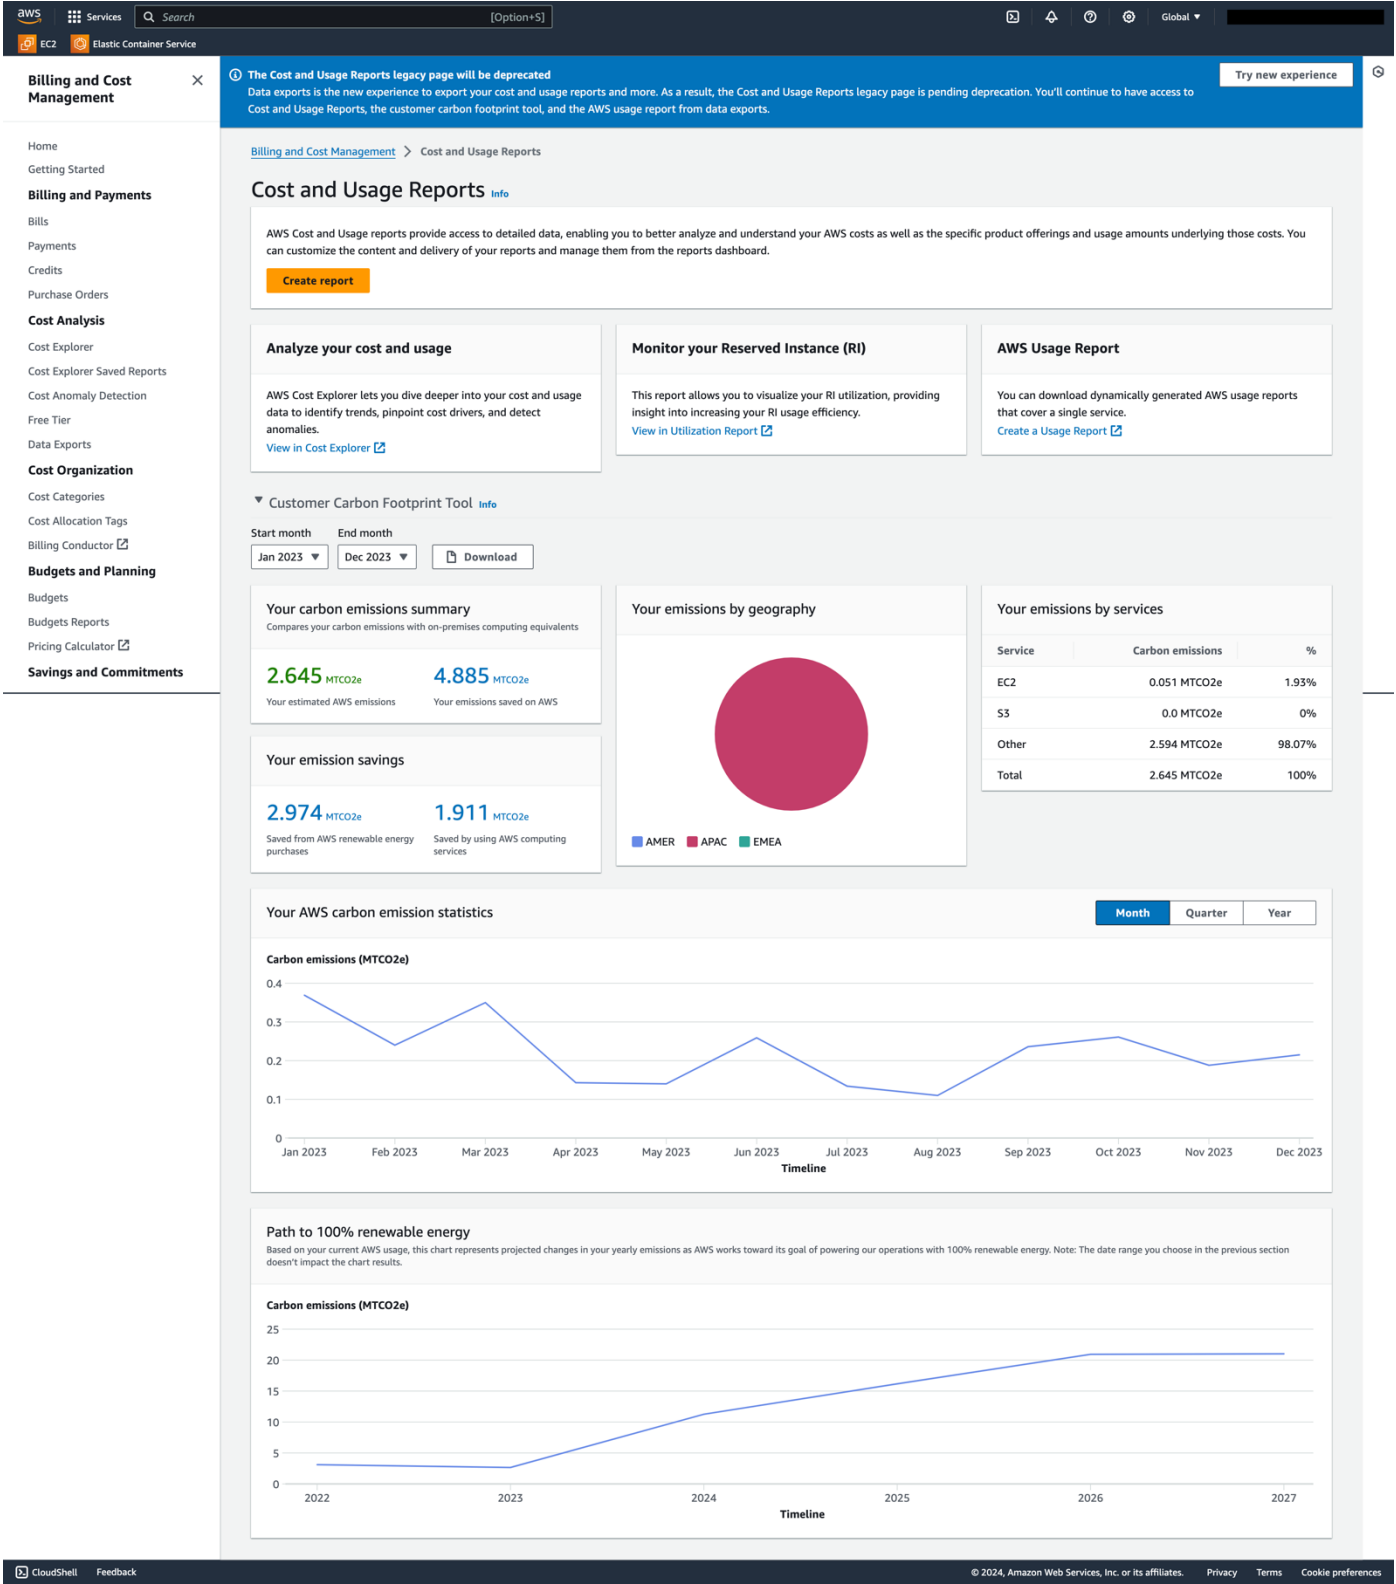 aws
Services
Search
[Option+S]
Global
EC2
Elastic Container Service
Billing and Cost
Management
Home
Getting Started
Billing and Payments
Bills
Payments
Credits
Purchase Orders
Cost Analysis
Cost Explorer
Cost Explorer Saved Reports
Cost Anomaly Detection
Free Tier
Data Exports
Cost Organization
Cost Categories
Cost Allocation Tags
Billing Conductor
Budgets and Planning
Budgets
Budgets Reports
Pricing Calculator
Savings and Commitments
The Cost and Usage Reports legacy page will be deprecated
Data exports is the new experience to export your cost and usage reports and more. As a result, the Cost and Usage Reports legacy page is pending deprecation. You'll continue to have access to
Cost and Usage Reports, the customer carbon footprint tool, and the AWS usage report from data exports.
Try new experience
Billing and Cost Management > Cost and Usage Reports
Cost and Usage Reports Info
AWS Cost and Usage reports provide access to detailed data, enabling you to better analyze and understand your AWS costs as well as the specific product offerings and usage amounts underlying those costs. You
can customize the content and delivery of your reports and manage them from the reports dashboard.
Create report
Analyze your cost and usage
AWS Cost Explorer lets you dive deeper into your cost and usage
data to identify trends, pinpoint cost drivers, and detect
anomalies.
View in Cost Explorer
Monitor your Reserved Instance (RI)
This report allows you to visualize your RI utilization, providing
insight into increasing your RI usage efficiency.
View in Utilization Report
AWS Usage Report
You can download dynamically generated AWS usage reports
that cover a single service.
Create a Usage Report
Customer Carbon Footprint Tool Info
Start month End month
Jan 2023 Dec 2023 Download
Your carbon emissions summary
Compares your carbon emissions with on-premises computing equivalents
2.645 MTCO2e 4.885 MTCO2e
Your estimated AWS emissions Your emissions saved on AWS
Your emission savings
2.974 MTCO2e 1.911 MTCO2e
Saved from AWS renewable energy
purchases
Saved by using AWS computing
services
Your emissions by geography
AMER APAC EMEA
Your emissions by services
Service Carbon emissions %
EC2 0.051 MTCO2e 1.93%
S3 0.0 MTCO2e 0%
Other 2.594 MTCO2e 98.07%
Total 2.645 MTCO2e 100%
Your AWS carbon emission statistics
Month Quarter Year
Carbon emissions (MTCO2e)
0.4
0.3
0.2
0.1
0
Jan 2023 Feb 2023 Mar 2023 Apr 2023 May 2023 Jun 2023 Jul 2023 Aug 2023 Sep 2023 Oct 2023 Nov 2023 Dec 2023
Timeline
Path to 100% renewable energy
Based on your current AWS usage, this chart represents projected changes in your yearly emissions as AWS works toward its goal of powering our operations with 100% renewable energy. Note: The date range you choose in the previous section
doesn't impact the chart results.
Carbon emissions (MTCO2e)
25
20
15
10
5
0
2022 2023 2024 2025 2026 2027
Timeline
CloudShell Feedback © 2024, Amazon Web Services, Inc. or its affiliates. Privacy Terms Cookie preferences